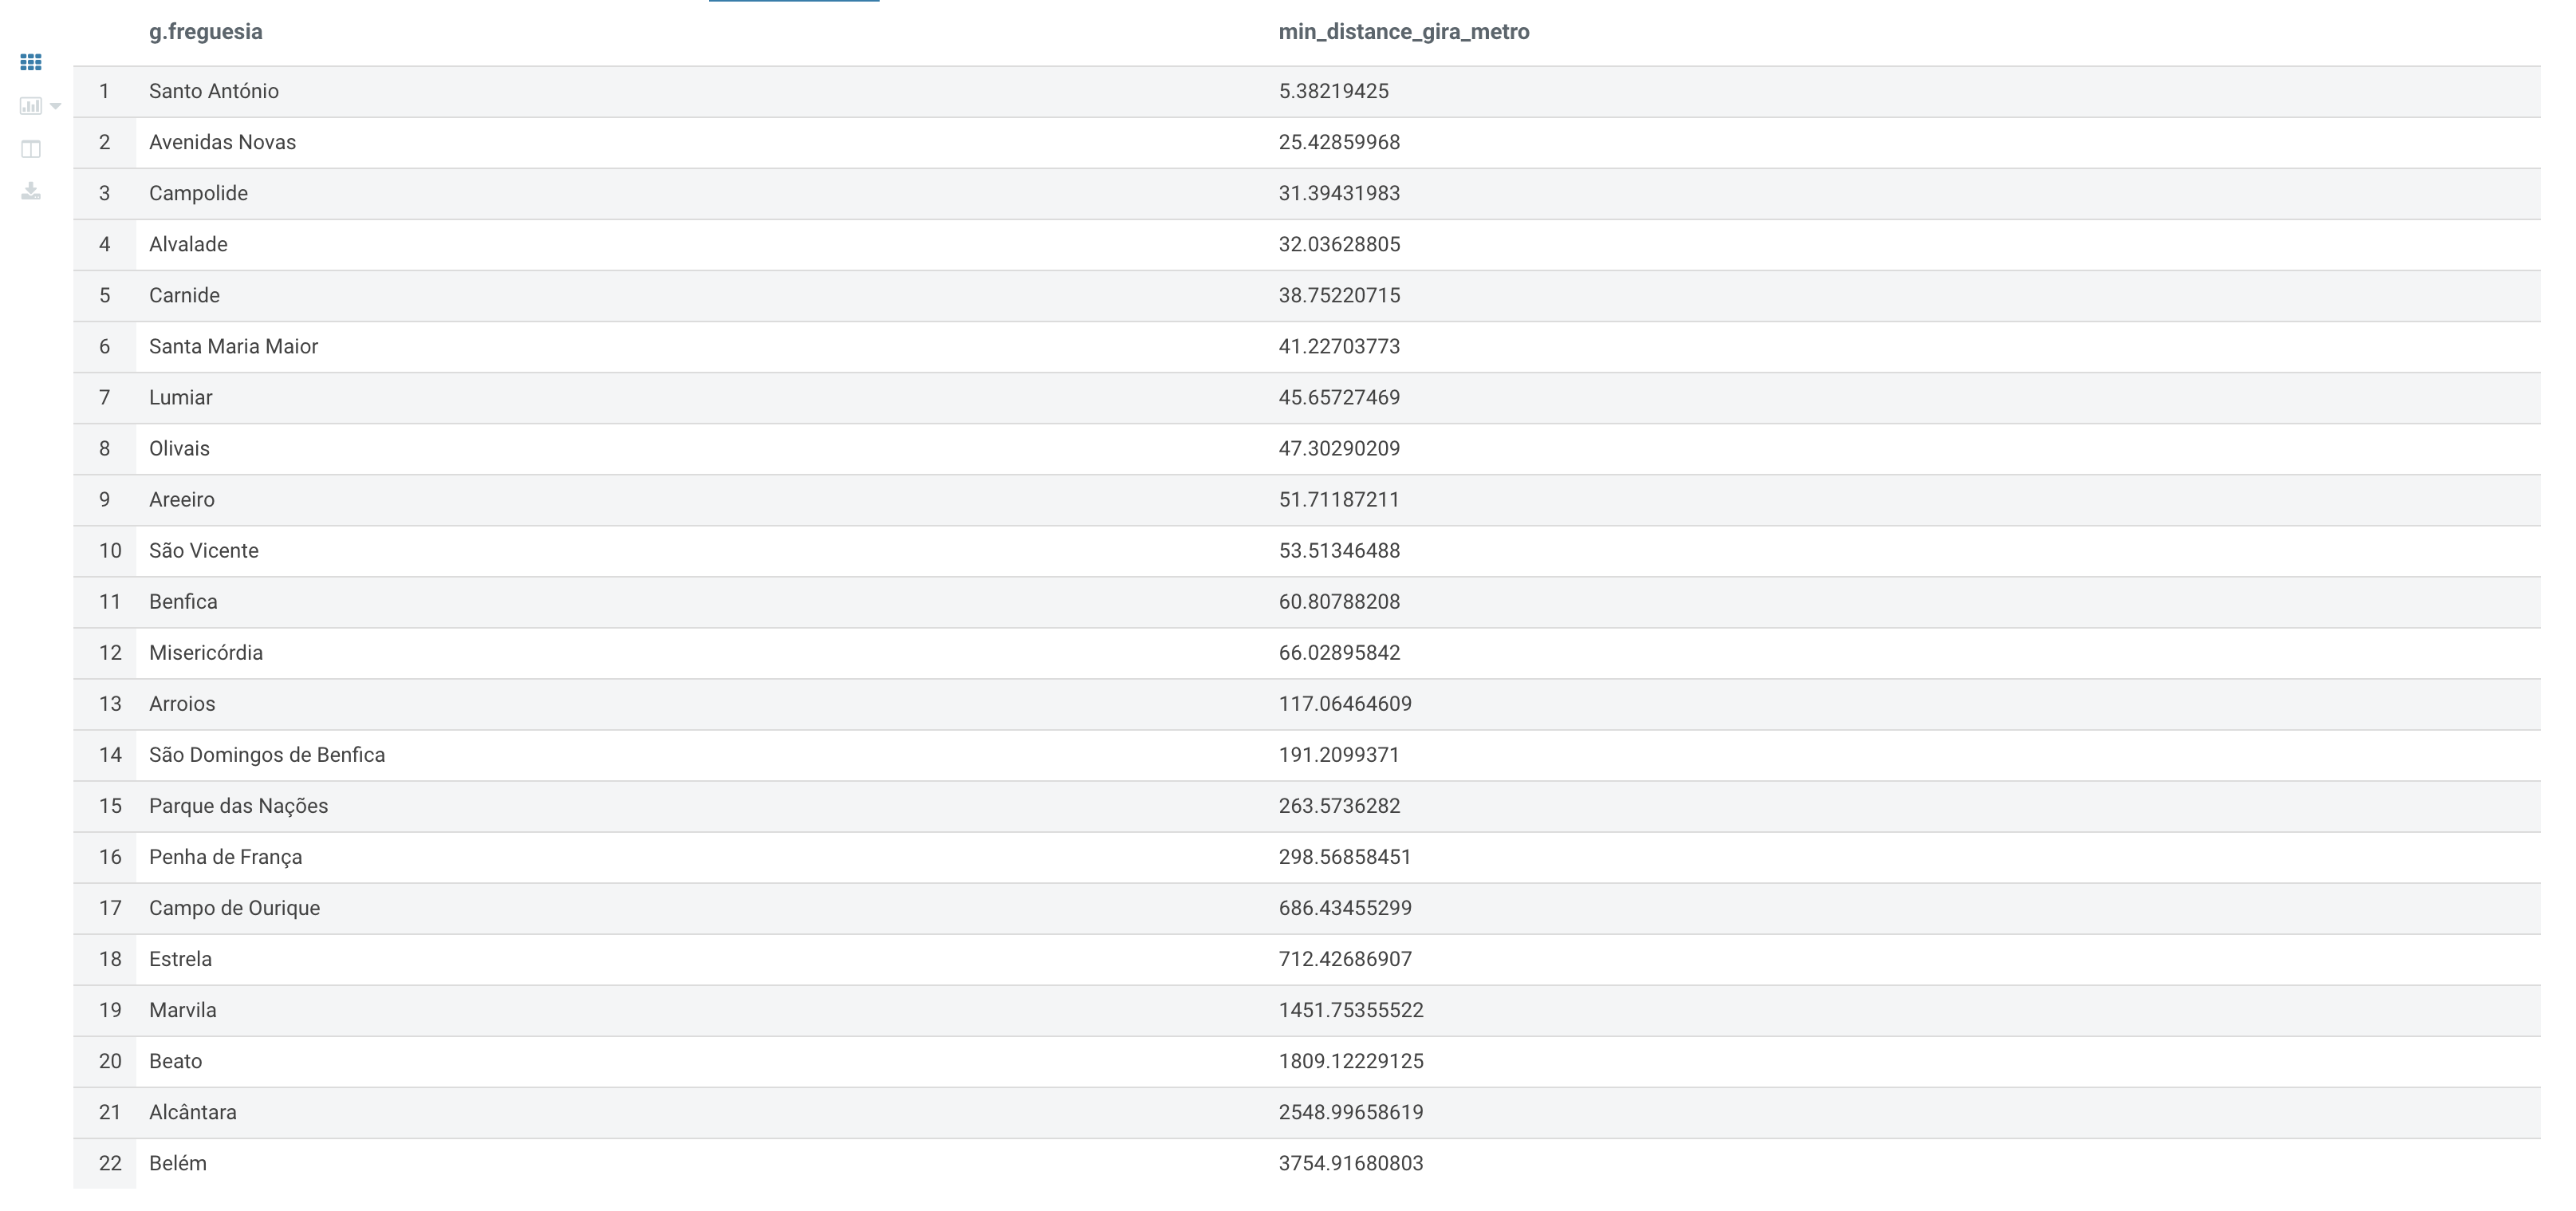 g.freguesia min_distance_gira_metro
1 Santo António 5.38219425
2 Avenidas Novas 25.42859968
3 Campolide 31.39431983
4 Alvalade 32.03628805
5 Carnide 38.75220715
6 Santa Maria Maior 41.22703773
7 Lumiar 45.65727469
8 Olivais 47.30290209
9 Areeiro 51.71187211
10 São Vicente 53.51346488
11 Benfica 60.80788208
12 Misericórdia 66.02895842
13 Arroios 117.06464609
14 São Domingos de Benfica 191.2099371
15 Parque das Nações 263.5736282
16 Penha de França 298.56858451
17 Campo de Ourique 686.43455299
18 Estrela 712.42686907
19 Marvila 1451.75355522
20 Beato 1809.12229125
21 Alcântara 2548.99658619
22 Belém 3754.91680803